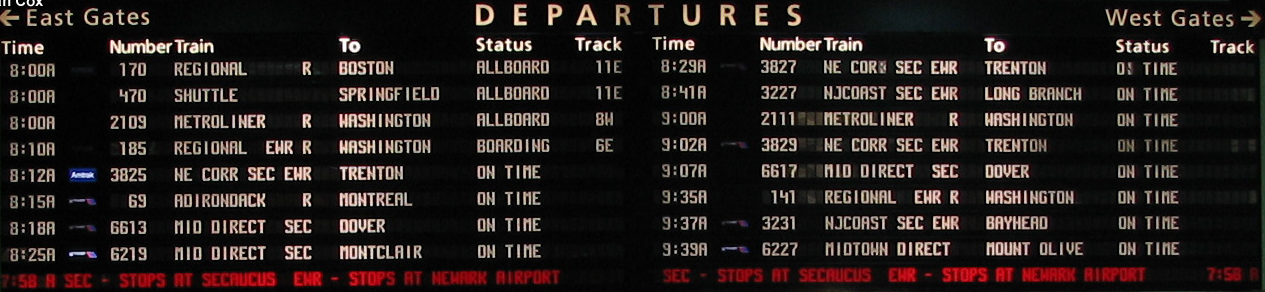 an Cox
← East Gates
DEPARTURES
West Gates →
Time Number Train To Status Track
8:00A 170 REGIONAL R BOSTON ALLBOARD 11E
8:00A 470 SHUTTLE SPRINGFIELD ALLBOARD 11E
8:00A 2109 METROLINER R WASHINGTON ALLBOARD 8W
8:10A 185 REGIONAL EWR R WASHINGTON BOARDING 6E
8:12A Amtrak 3825 NE CORR SEC EWR TRENTON ON TIME
8:15A 69 ADIRONDACK R MONTREAL ON TIME
8:18A 6613 MID DIRECT SEC DOVER ON TIME
8:25A 6219 MID DIRECT SEC MONTCLAIR ON TIME
7:58 A SEC - STOPS AT SECAUCUS EWR - STOPS AT NEWARK AIRPORT
Time Number Train To Status Track
8:29A 3827 NE CORR SEC EWR TRENTON ON TIME
8:41A 3227 NJCOAST SEC EWR LONG BRANCH ON TIME
9:00A 2111 METROLINER R WASHINGTON ON TIME
9:02A 3829 NE CORR SEC EWR TRENTON ON TIME
9:07A 6617 MID DIRECT SEC DOVER ON TIME
9:35A 141 REGIONAL EWR R WASHINGTON ON TIME
9:37A 3231 NJCOAST SEC EWR BAYHEAD ON TIME
9:39A 6227 MIDTOWN DIRECT MOUNT OLIVE ON TIME
SEC - STOPS AT SECAUCUS EWR - STOPS AT NEWARK AIRPORT 7:58 A